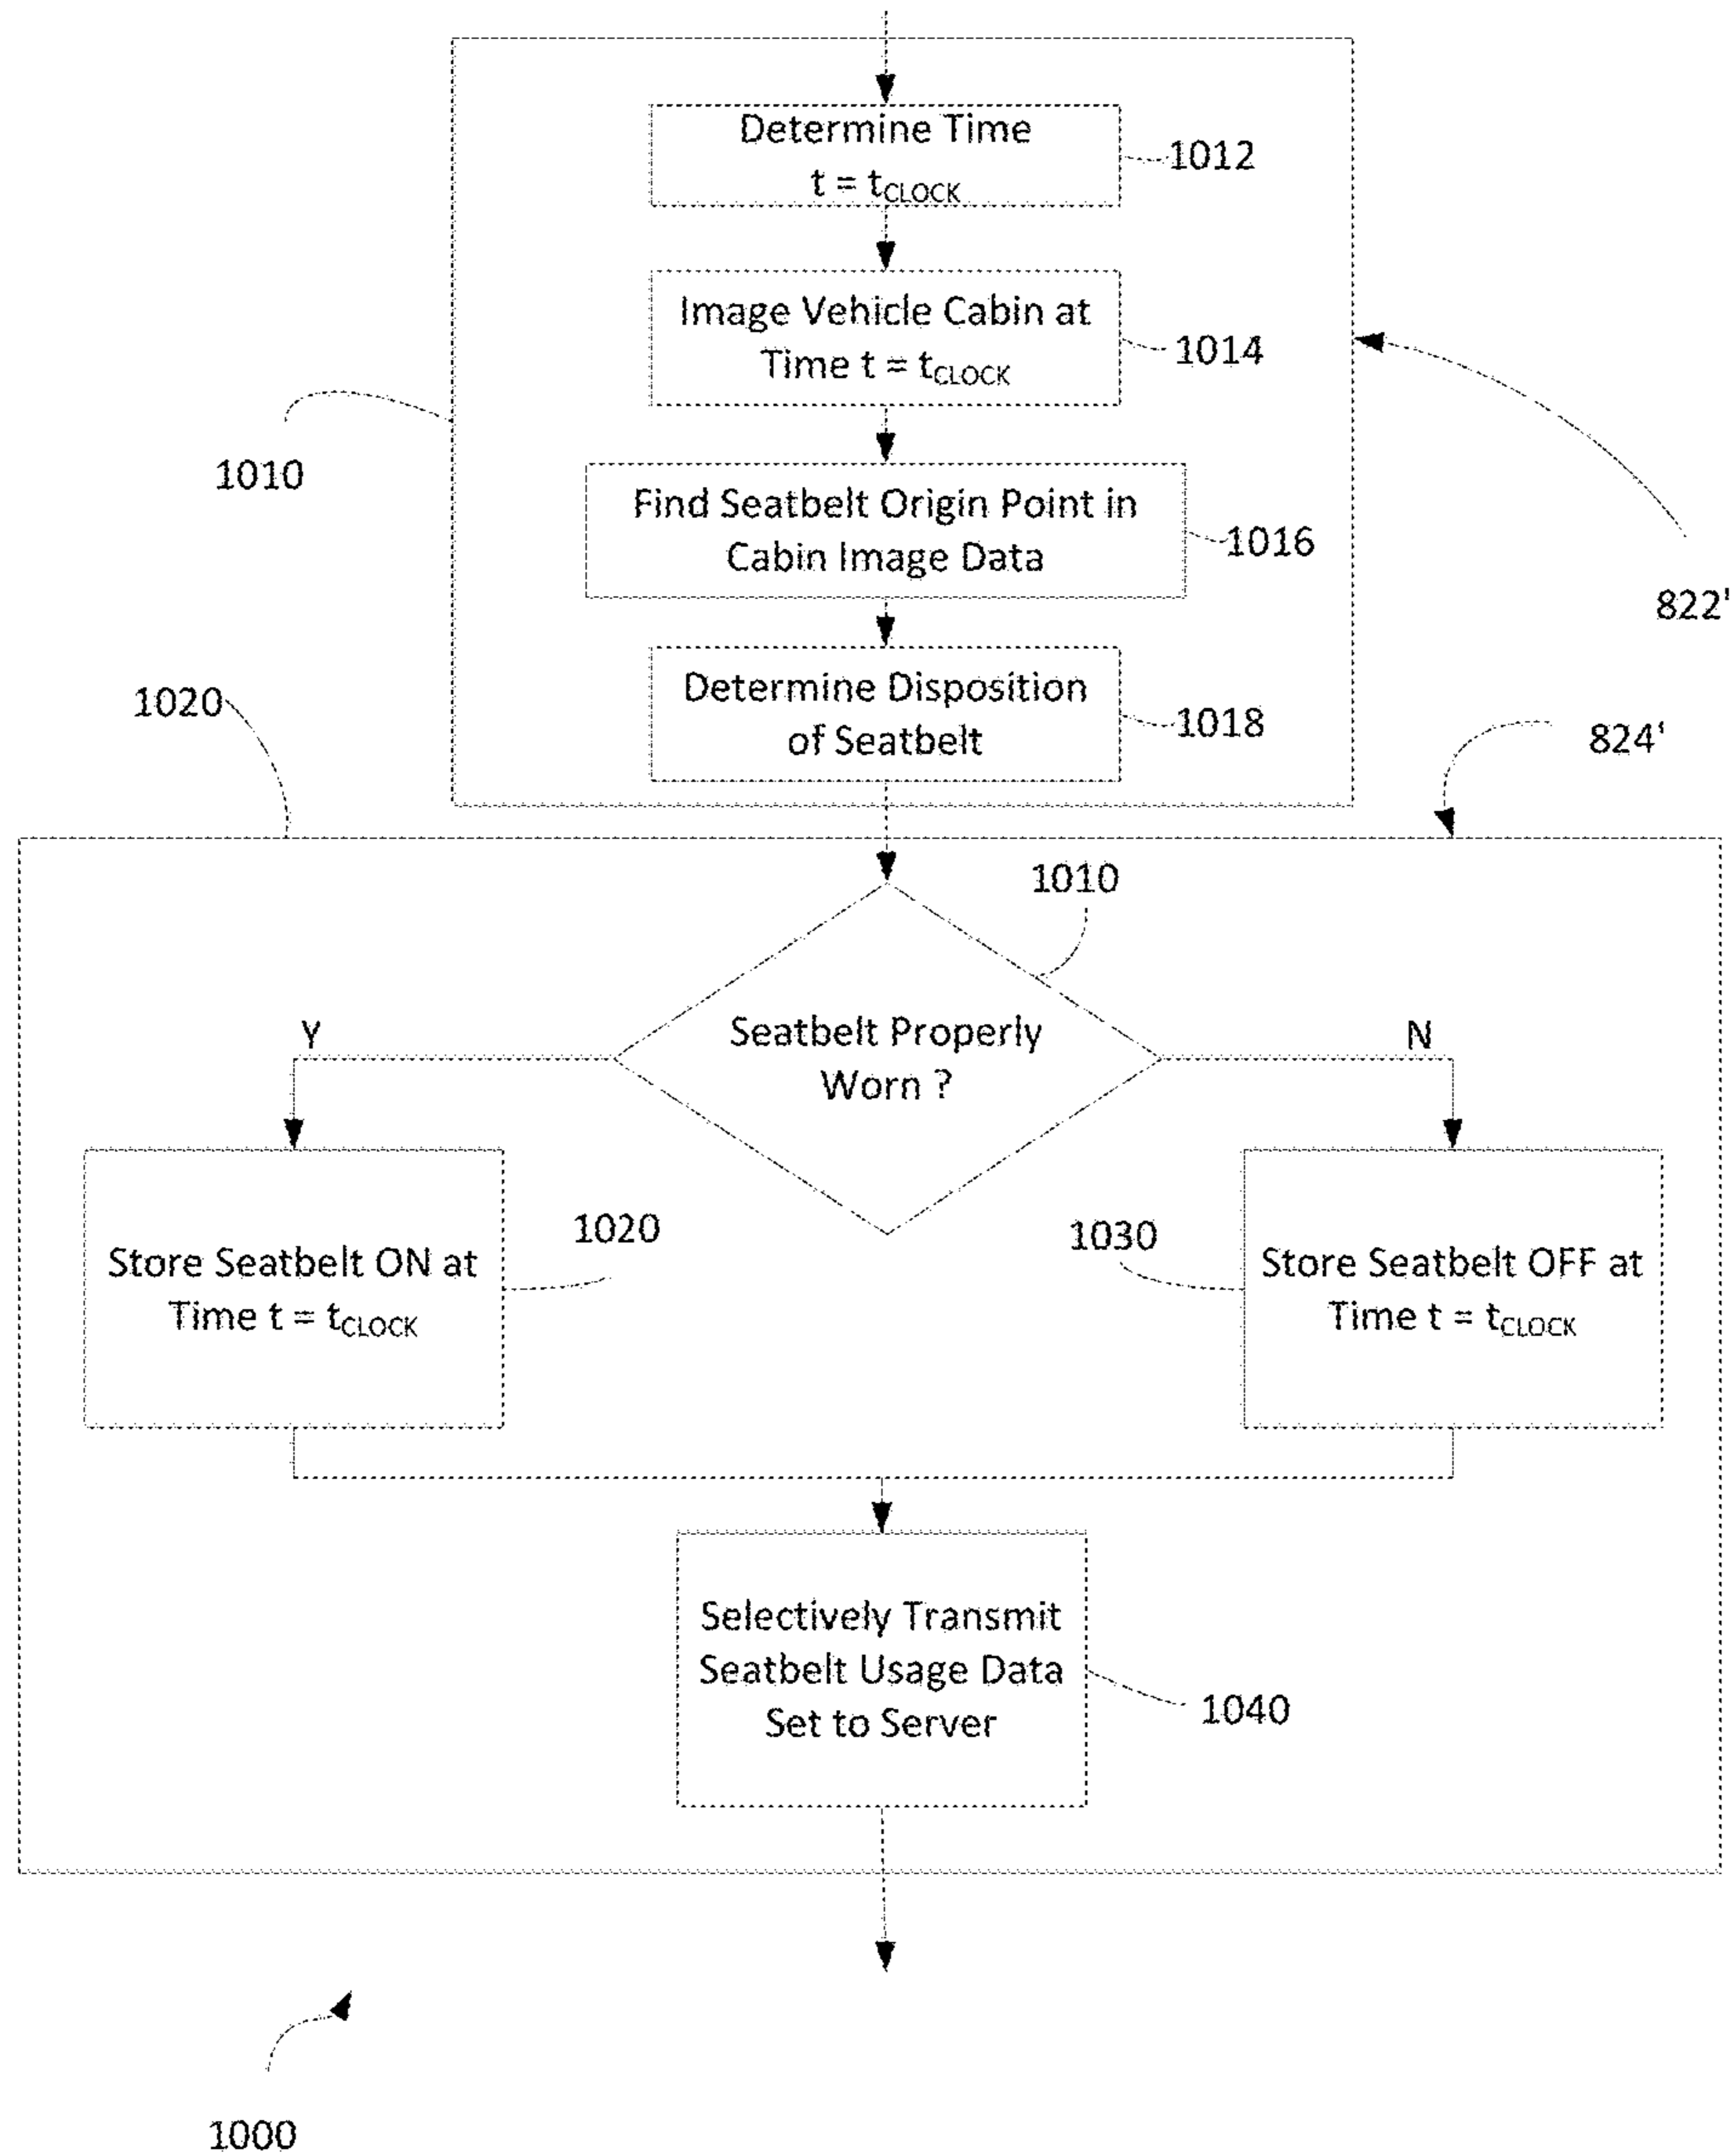 Determine Time
t = tCLOCK
1012
Image Vehicle Cabin at
Time t = tCLOCK
1014
1010
Find Seatbelt Origin Point in
Cabin Image Data
1016
822'
Determine Disposition
of Seatbelt
1018
1020
824'
1010
Seatbelt Properly
Worn ?
Y
N
Store Seatbelt ON at
Time t = tCLOCK
1020
1030
Store Seatbelt OFF at
Time t = tCLOCK
Selectively Transmit
Seatbelt Usage Data
Set to Server
1040
1000